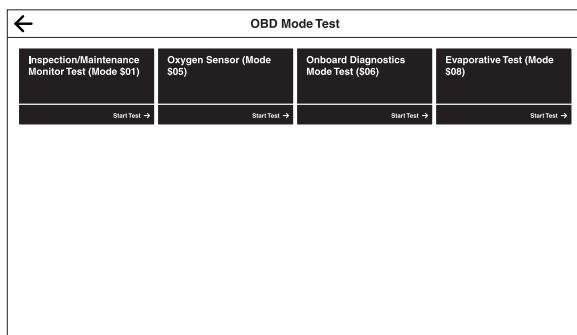 OBD Mode Test
Inspection/Maintenance
Monitor Test (Mode $01)
Start Test →
Oxygen Sensor (Mode
$05)
Start Test →
Onboard Diagnostics
Mode Test ($06)
Start Test →
Evaporative Test (Mode
$08)
Start Test →